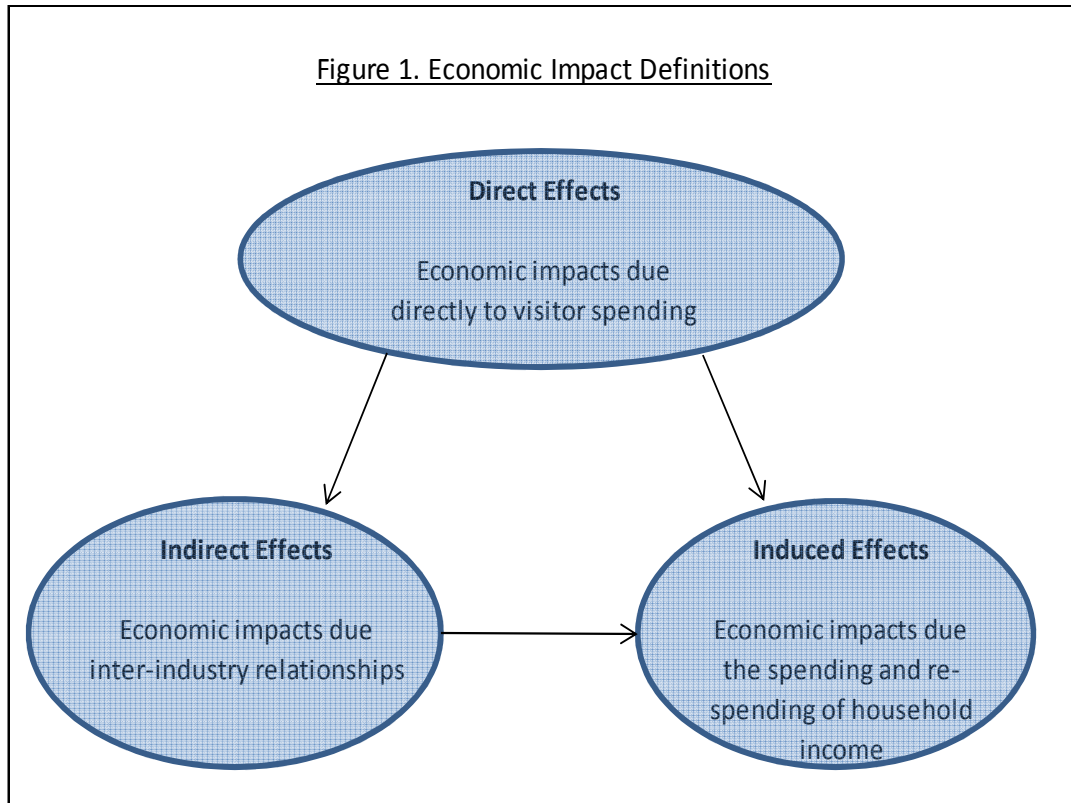 Figure 1. Economic Impact Definitions
Direct Effects
Economic impacts due
directly to visitor spending
Indirect Effects
Economic impacts due
inter-industry relationships
Induced Effects
Economic impacts due
the spending and re-
spending of household
income